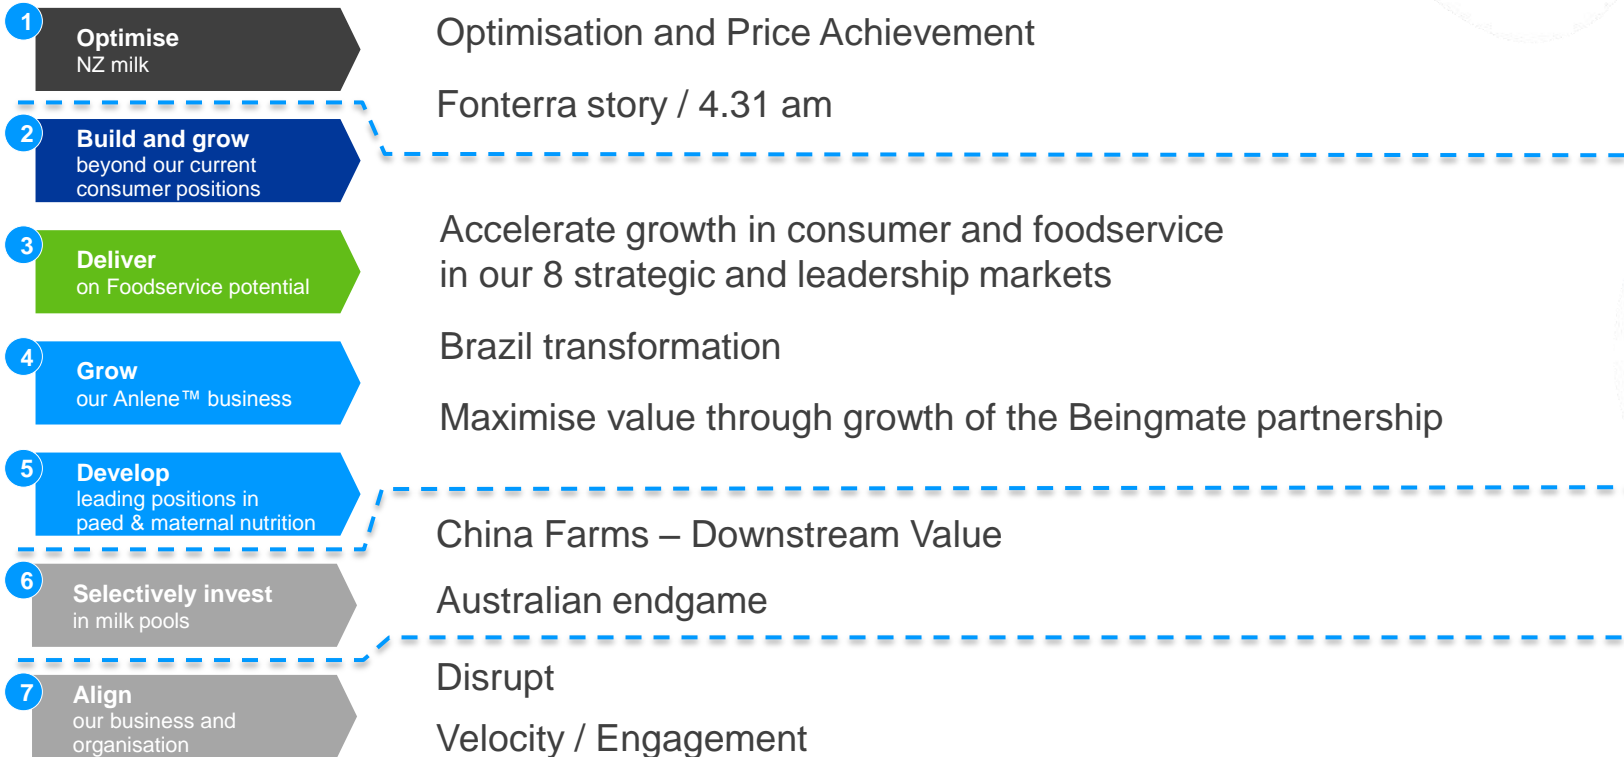 1
Optimise
NZ milk
Optimisation and Price Achievement
Fonterra story / 4.31 am
2
Build and grow
beyond our current
consumer positions
3
Deliver
on Foodservice potential
Accelerate growth in consumer and foodservice
in our 8 strategic and leadership markets
4
Grow
our Anlene™ business
Brazil transformation
Maximise value through growth of the Beingmate partnership
5
Develop
leading positions in
paed & maternal nutrition
6
Selectively invest
in milk pools
China Farms – Downstream Value
Australian endgame
7
Align
our business and
organisation
Disrupt
Velocity / Engagement